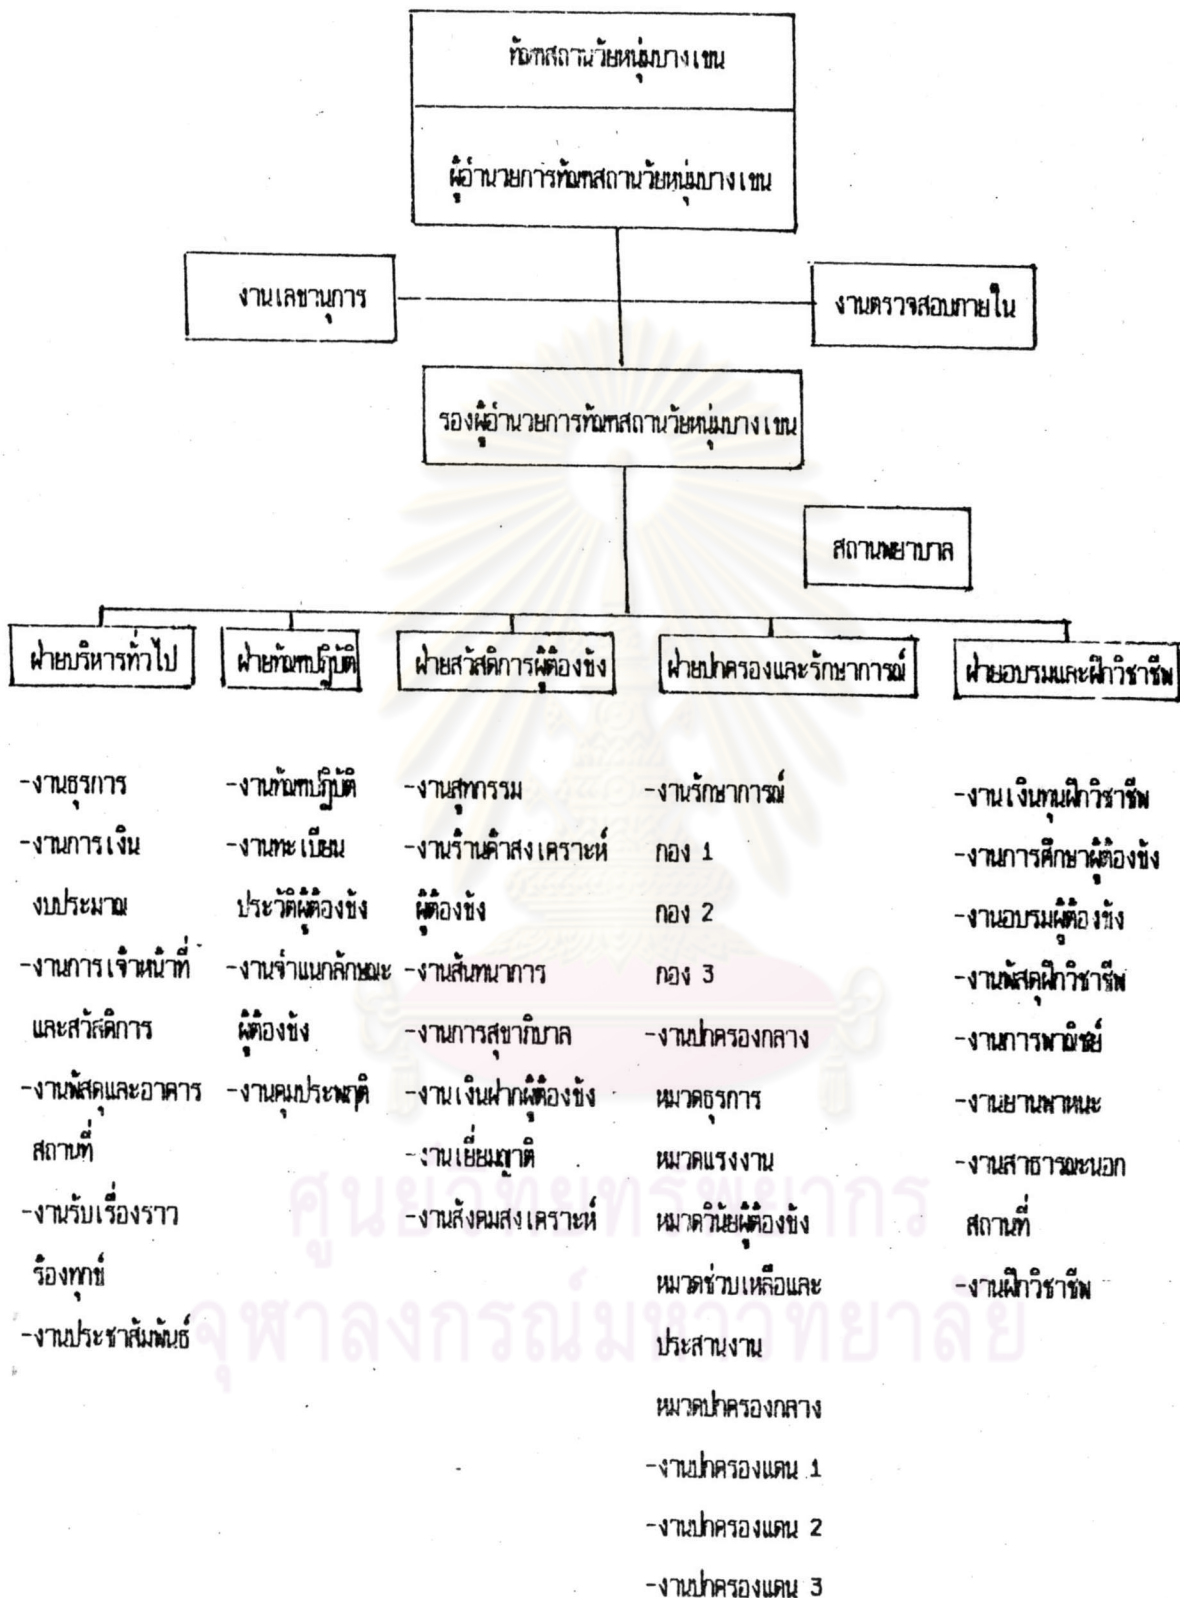 ทัณฑสถานวัยหนุ่มบางเขน
ผู้อำนวยการทัณฑสถานวัยหนุ่มบางเขน
งานเลขานุการ
งานตรวจสอบภายใน
รองผู้อำนวยการทัณฑสถานวัยหนุ่มบางเขน
สถานพยาบาล
ฝ่ายบริหารทั่วไป
ฝ่ายทัณฑปฏิบัติ
ฝ่ายสวัสดิการผู้ต้องขัง
ฝ่ายปกครองและรักษาการณ์
ฝ่ายอบรมและฝึกวิชาชีพ
-งานธุรการ
-งานการเงิน
งบประมาณ
-งานการเจ้าหน้าที่
และสวัสดิการ
-งานพัสดุและอาคาร
สถานที่
-งานรับเรื่องราว
ร้องทุกข์
-งานประชาสัมพันธ์
-งานทัณฑปฏิบัติ
-งานทะเบียน
ประวัติผู้ต้องขัง
-งานจำแนกลักษณะ
ผู้ต้องขัง
-งานคุมประพฤติ
-งานสูทกรรม
-งานร้านค้าสงเคราะห์
ผู้ต้องขัง
-งานสันทนาการ
-งานการสุขาภิบาล
-งานเงินฝากผู้ต้องขัง
-งานเยี่ยมญาติ
-งานสังคมสงเคราะห์
-งานรักษาการณ์
กอง 1
กอง 2
กอง 3
-งานปกครองกลาง
หมวดธุรการ
หมวดแรงงาน
หมวดวินัยผู้ต้องขัง
หมวดช่วยเหลือและ
ประสานงาน
หมวดปกครองกลาง
-งานปกครองแดน 1
-งานปกครองแดน 2
-งานปกครองแดน 3
-งานเงินทุนฝึกวิชาชีพ
-งานการศึกษาผู้ต้องขัง
-งานอบรมผู้ต้องขัง
-งานพัสดุฝึกวิชาชีพ
-งานการพาณิชย์
-งานยานพาหนะ
-งานสาธารณะนอก
สถานที่
-งานฝึกวิชาชีพ
ศูนย์วิทยทรัพยากร
จุฬาลงกรณ์มหาวิทยาลัย